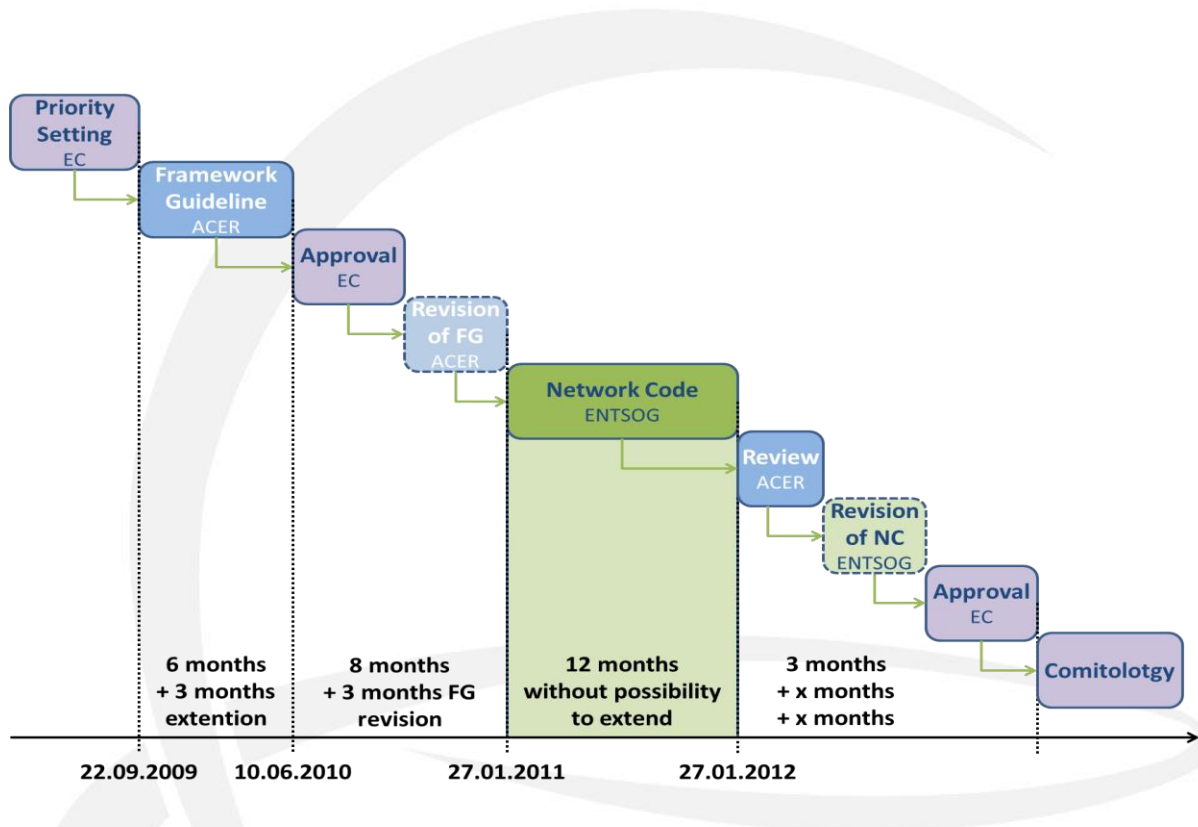 Priority
Setting
EC
Framework
Guideline
ACER
Approval
EC
Revision
of FG
ACER
Network Code
ENTSOG
Review
ACER
Revision
of NC
ENTSOG
Approval
EC
Comitolotgy
6 months
+ 3 months
extention
8 months
+ 3 months FG
revision
12 months
without possibility
to extend
3 months
+ x months
+ x months
22.09.2009
10.06.2010
27.01.2011
27.01.2012